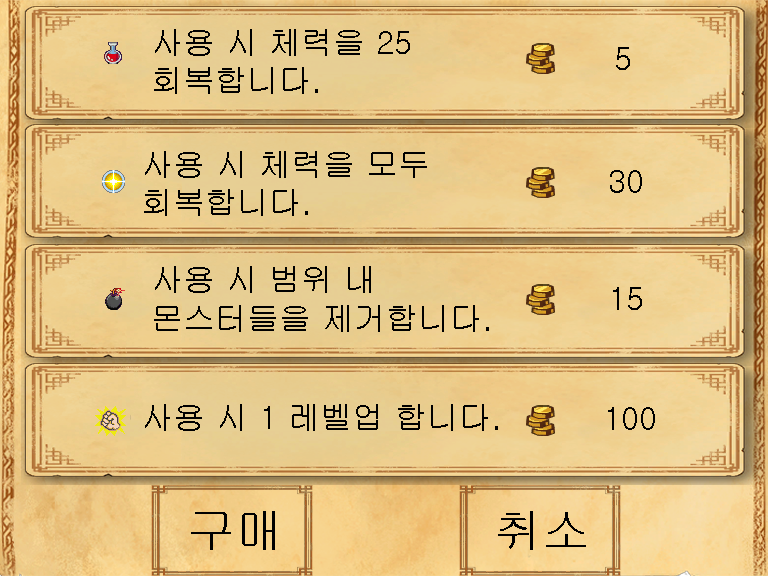 사용 시 체력을 25
회복합니다.
5
사용 시 체력을 모두
회복합니다.
30
사용 시 범위 내
몬스터들을 제거합니다.
15
사용 시 1 레벨업 합니다.
100
구매
취소